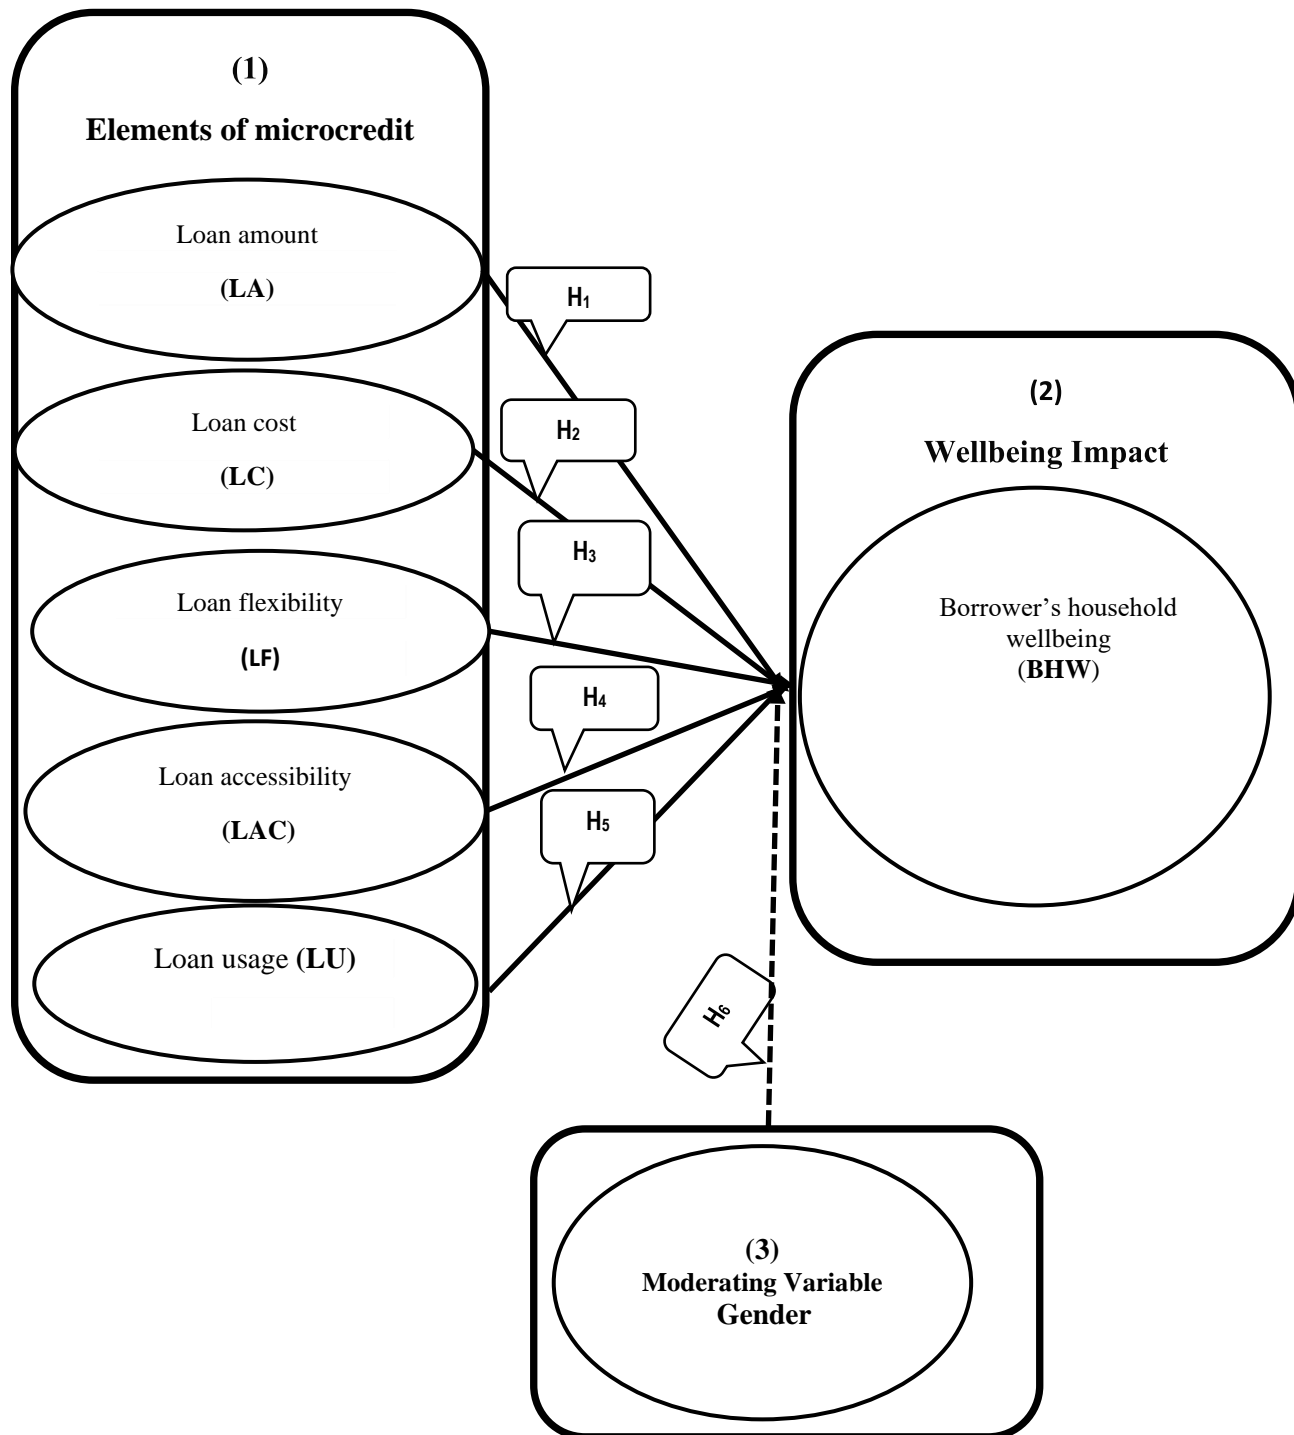 (1)
Elements of microcredit
Loan amount
(LA)
Loan cost
(LC)
Loan flexibility
(LF)
Loan accessibility
(LAC)
Loan usage (LU)
H₁
H₂
H₃
H₄
H₅
H₆
(2)
Wellbeing Impact
Borrower’s household
wellbeing
(BHW)
(3)
Moderating Variable
Gender